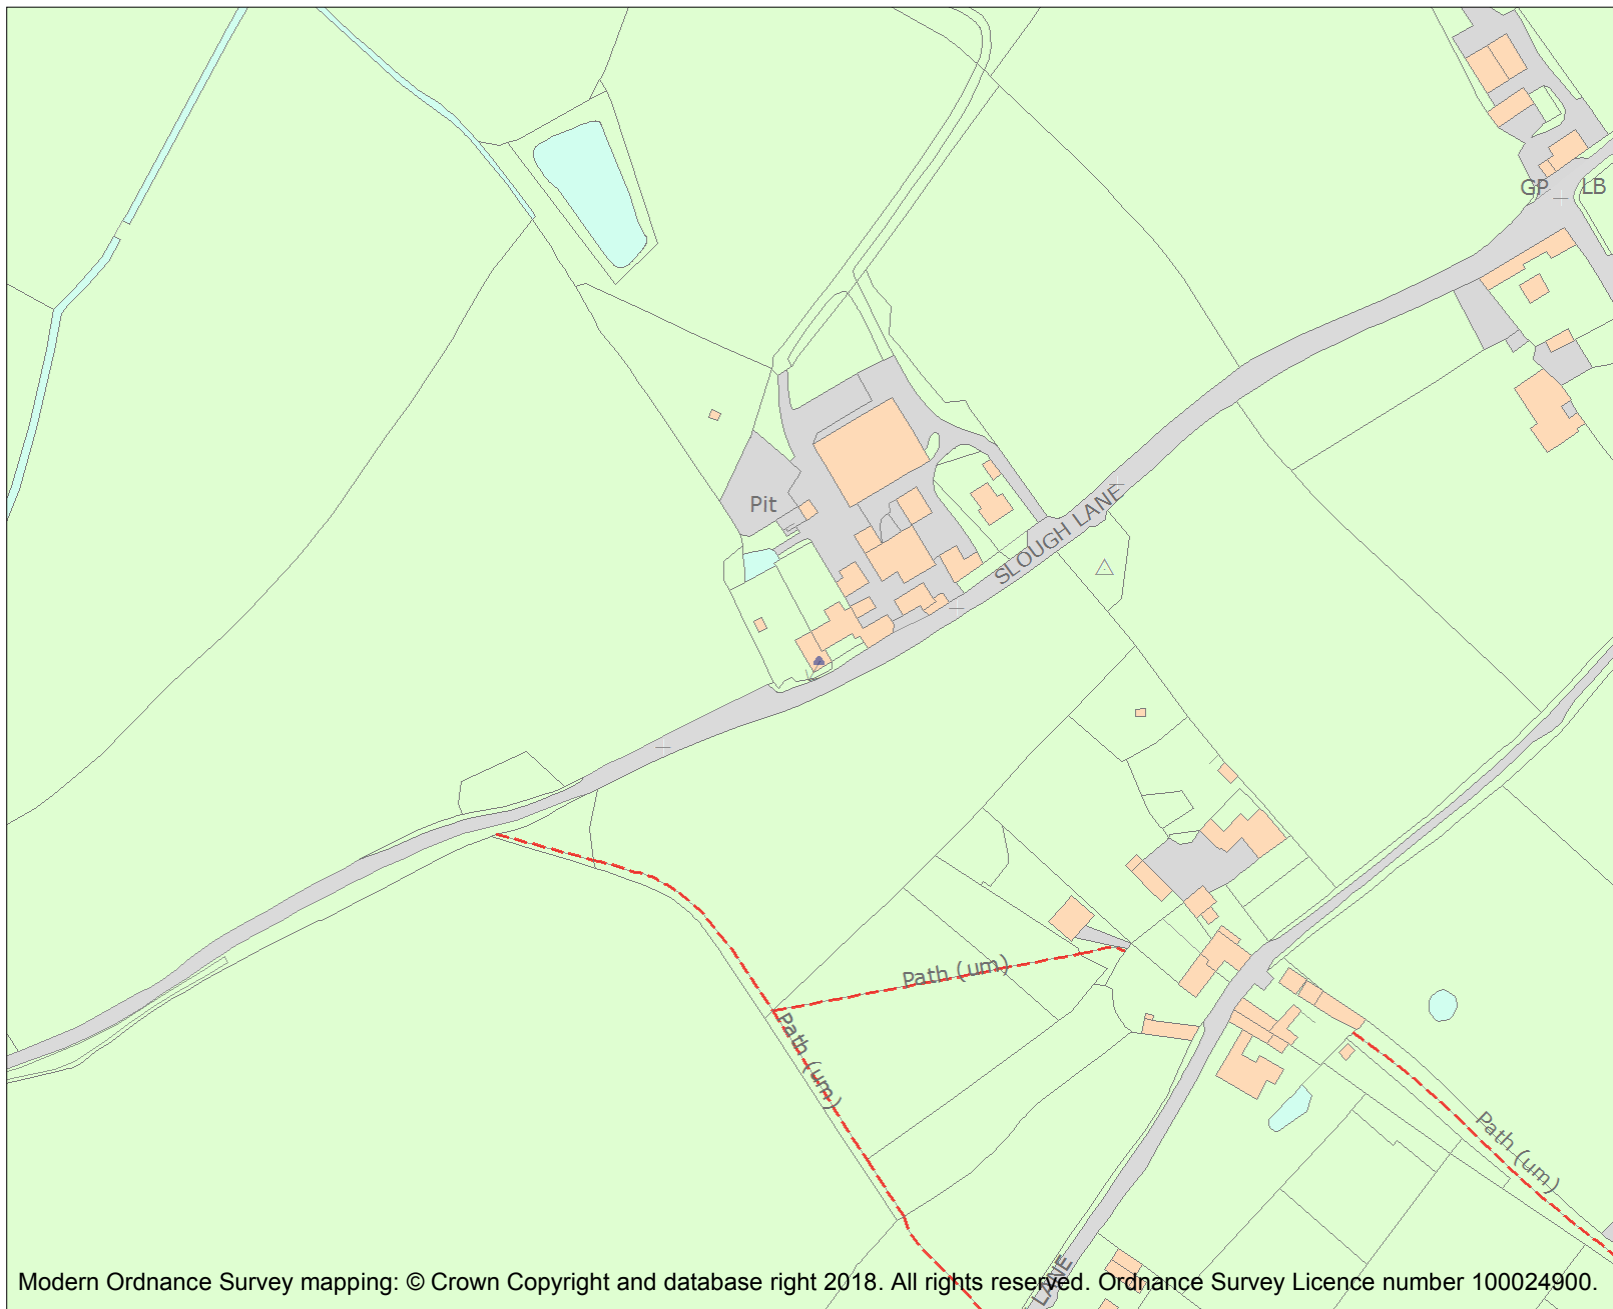 GP
LB
Pit
SLOUGH LANE
Path (um)
Path (um)
Path (um)
LANE
Modern Ordnance Survey mapping: © Crown Copyright and database right 2018. All rights reserved. Ordnance Survey Licence number 100024900.